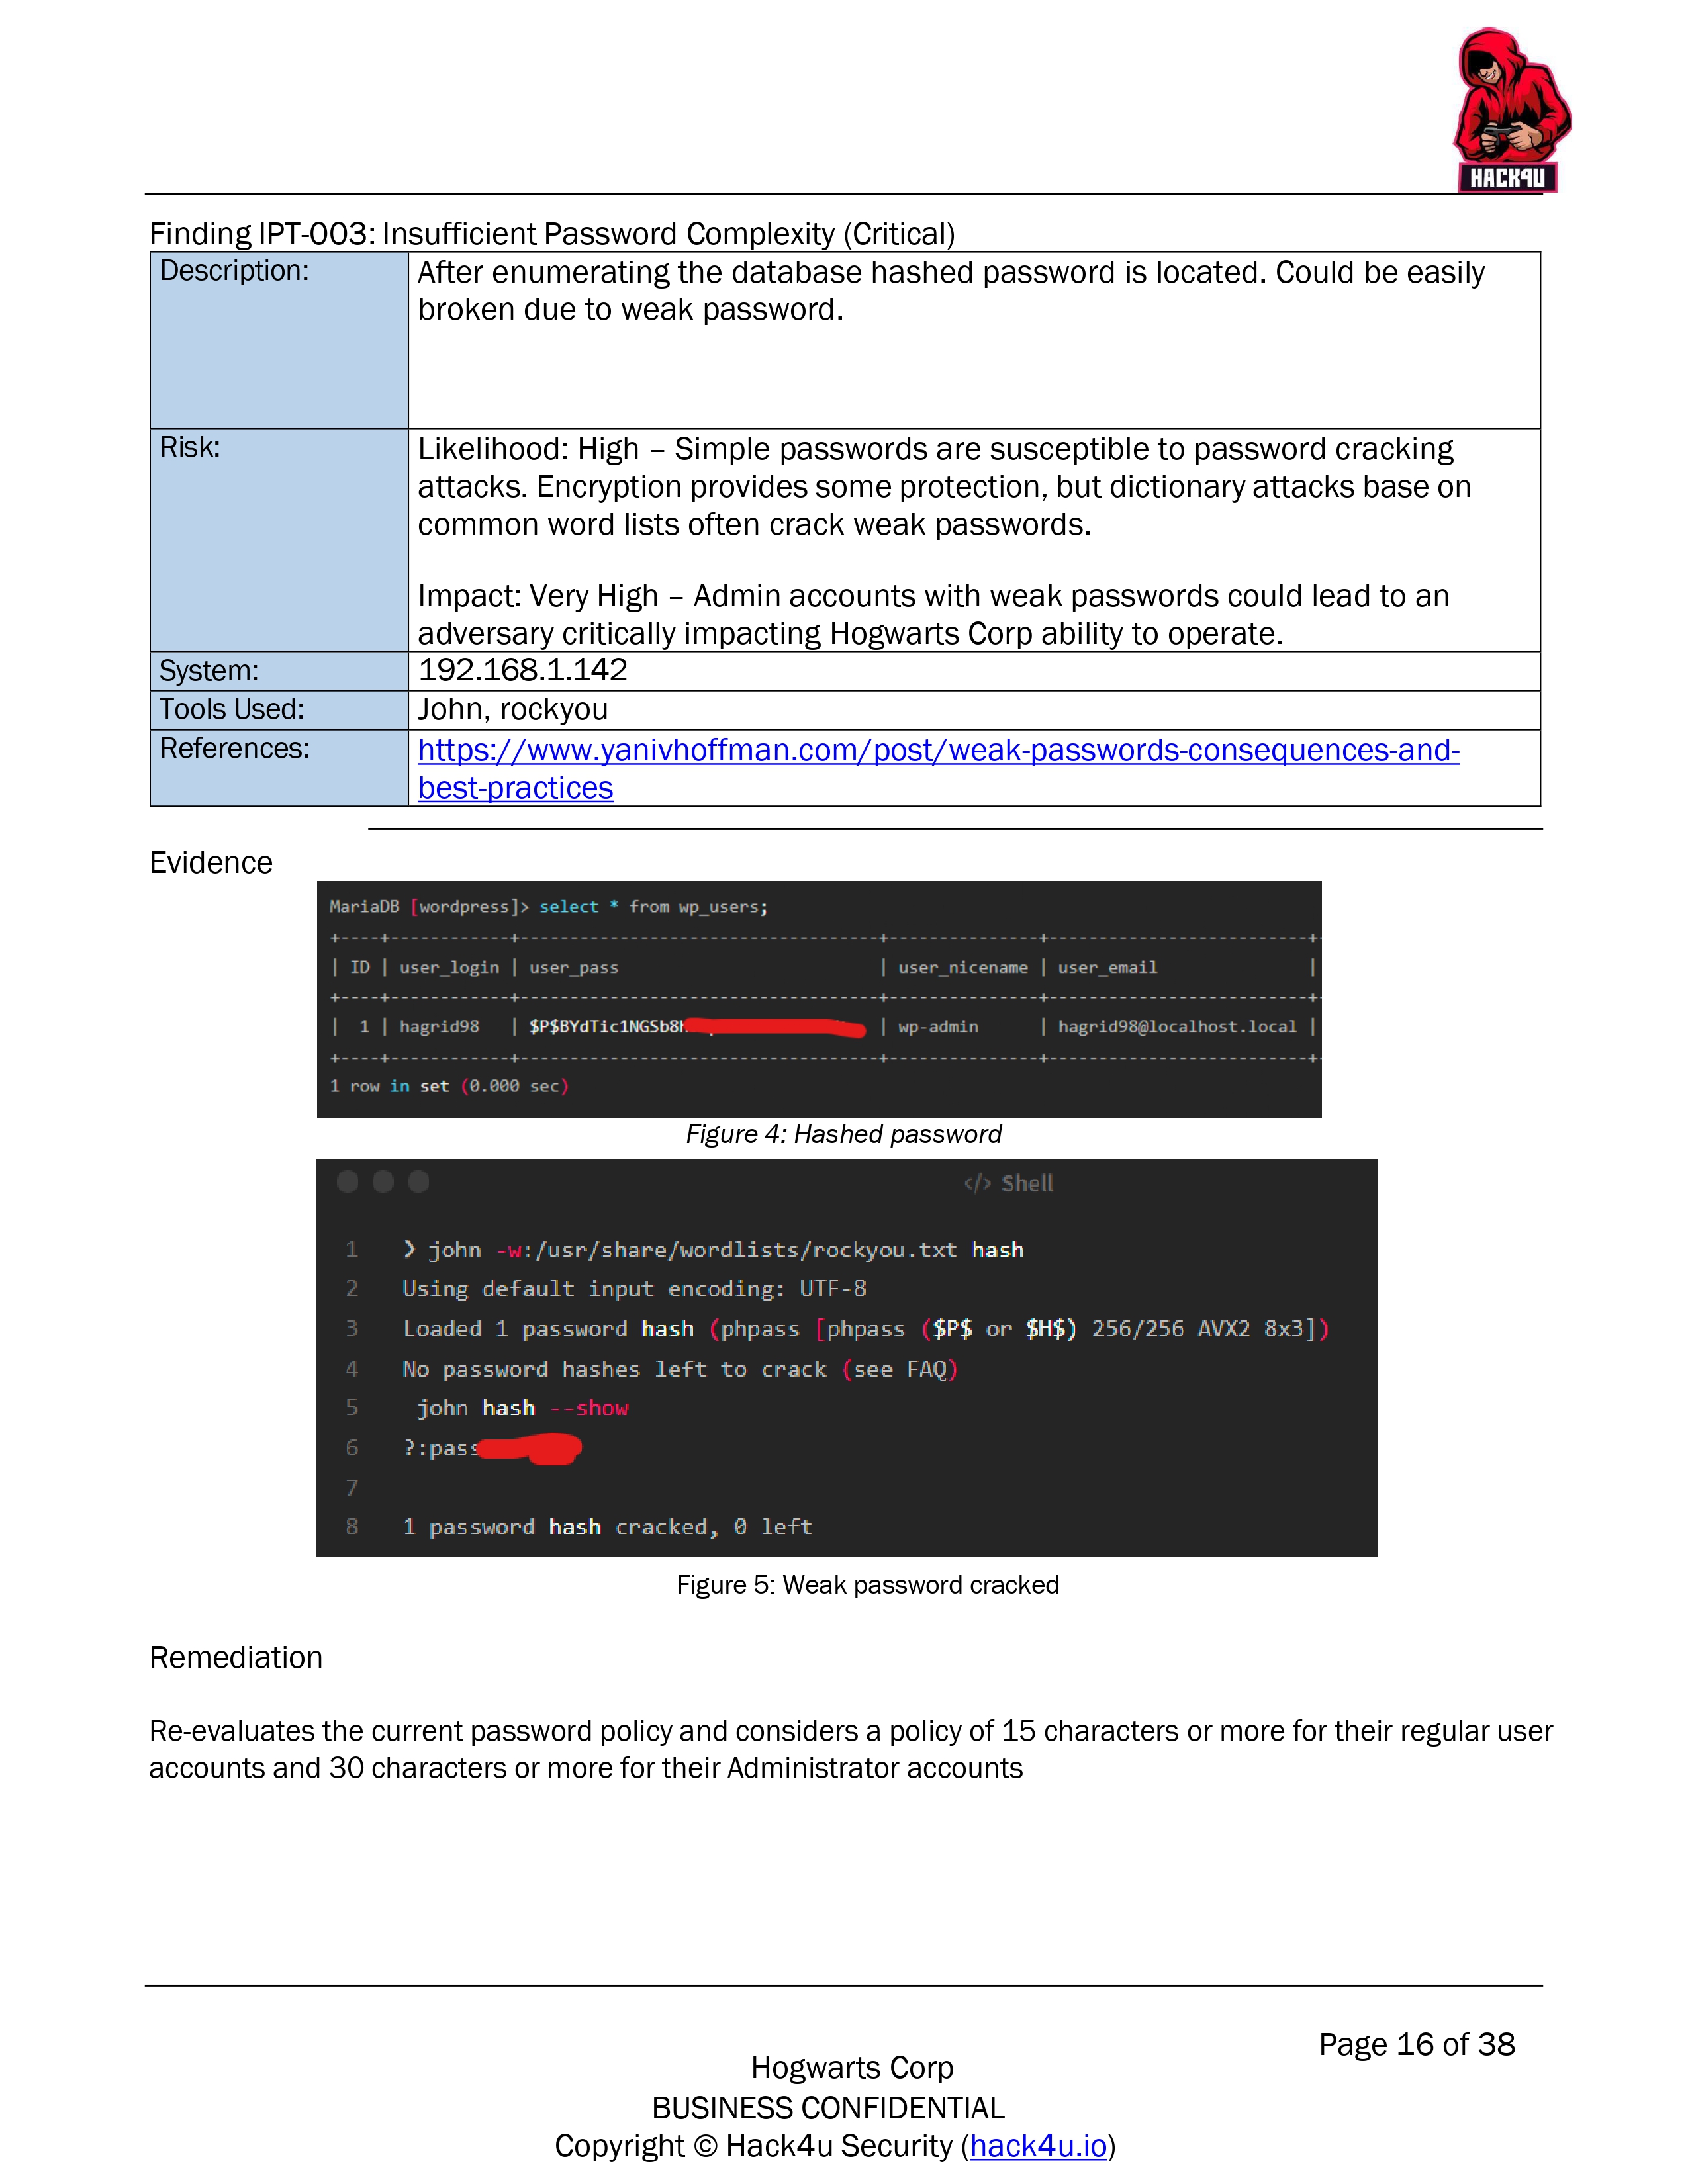 HACK4U
Finding IPT-003: Insufficient Password Complexity (Critical)
Description:
After enumerating the database hashed password is located. Could be easily
broken due to weak password.
Risk:
Likelihood: High – Simple passwords are susceptible to password cracking
attacks. Encryption provides some protection, but dictionary attacks base on
common word lists often crack weak passwords.
Impact: Very High – Admin accounts with weak passwords could lead to an
adversary critically impacting Hogwarts Corp ability to operate.
System:
192.168.1.142
Tools Used:
John, rockyou
References:
https://www.yanivhoffman.com/post/weak-passwords-consequences-and-
best-practices
Evidence
MariaDB [wordpress]> select * from wp_users;
+----+------------+------------------------------------+---------------+--------------------------+
| ID | user_login | user_pass | user_nicename | user_email |
+----+------------+------------------------------------+---------------+--------------------------+
| 1 | hagrid98 | $P$BYdTic1NGSb8 | wp-admin | hagrid98@localhost.local |
+----+------------+------------------------------------+---------------+--------------------------+
1 row in set (0.000 sec)
Figure 4: Hashed password
</> Shell
1 ❯ john -w:/usr/share/wordlists/rockyou.txt hash
2 Using default input encoding: UTF-8
3 Loaded 1 password hash (phpass [phpass ($P$ or $H$) 256/256 AVX2 8x3])
4 No password hashes left to crack (see FAQ)
5 john hash --show
6 ?:pass
7
8 1 password hash cracked, 0 left
Figure 5: Weak password cracked
Remediation
Re-evaluates the current password policy and considers a policy of 15 characters or more for their regular user
accounts and 30 characters or more for their Administrator accounts
Page 16 of 38
Hogwarts Corp
BUSINESS CONFIDENTIAL
Copyright © Hack4u Security (hack4u.io)